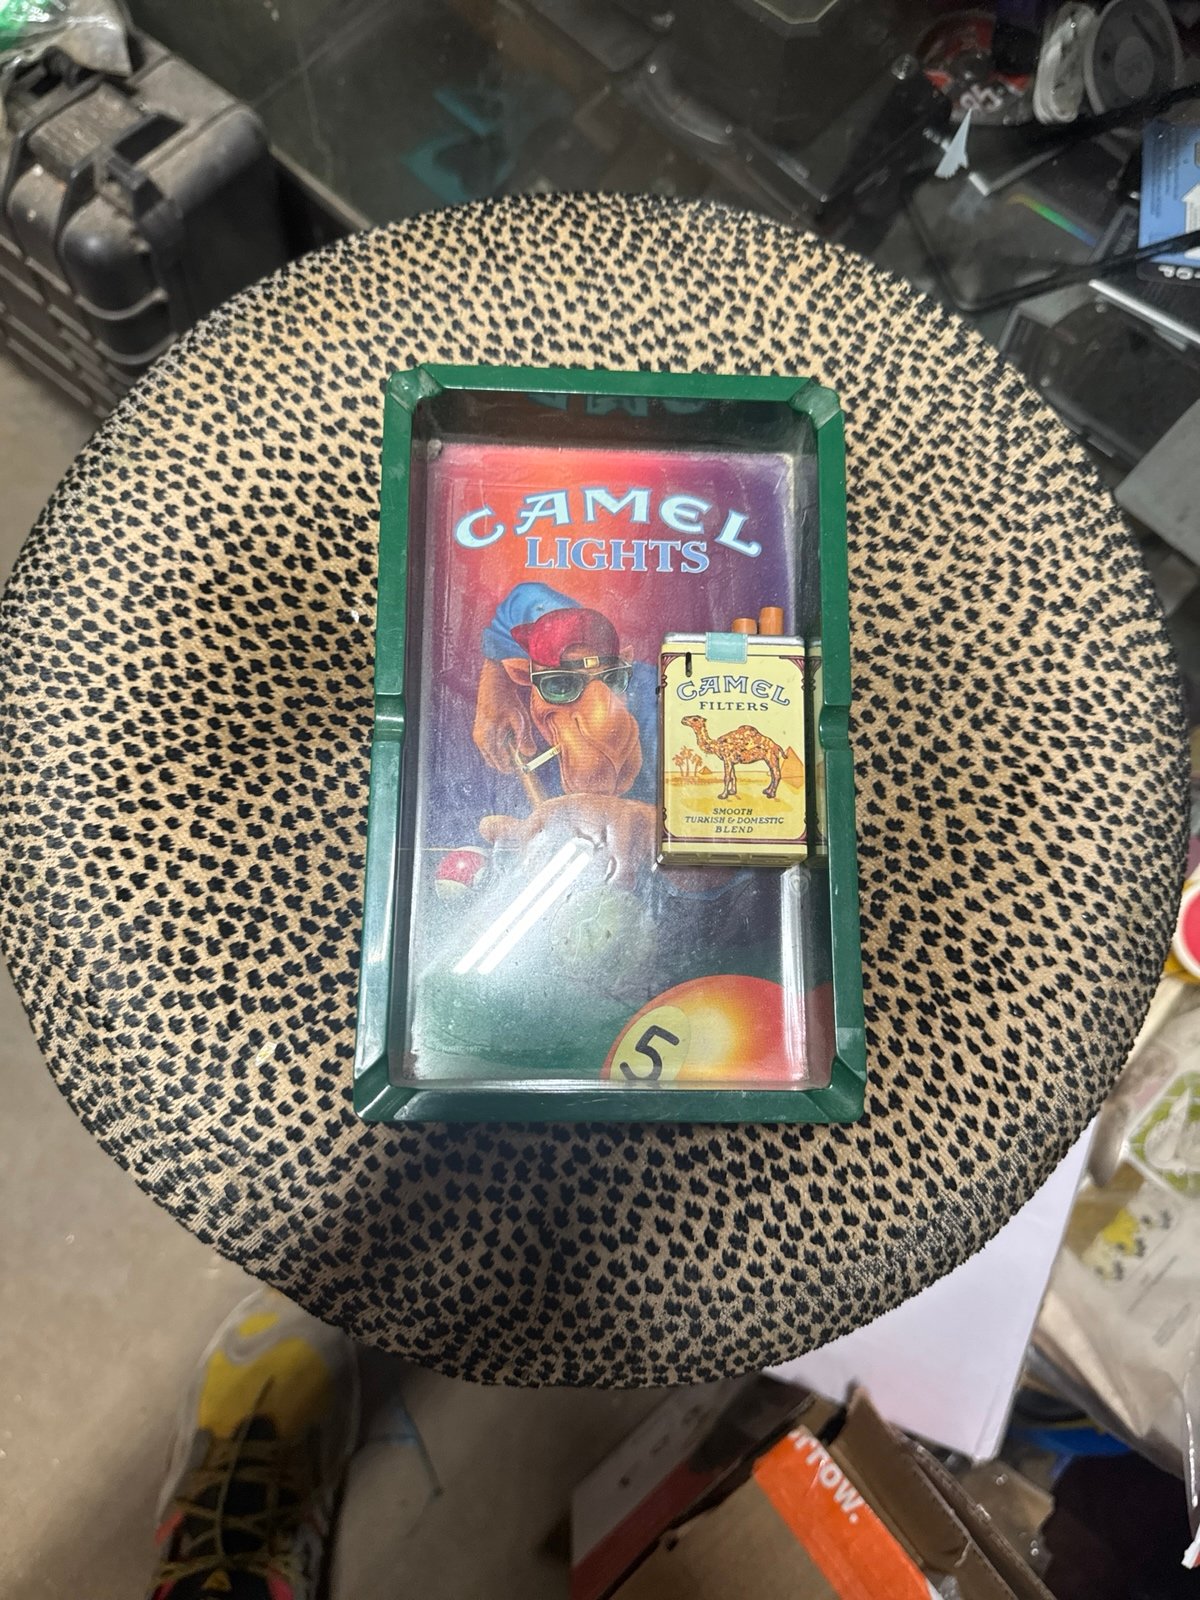 CAMEL
LIGHTS
CAMEL
FILTERS
SMOOTH
TURKISH & DOMESTIC
BLEND
5